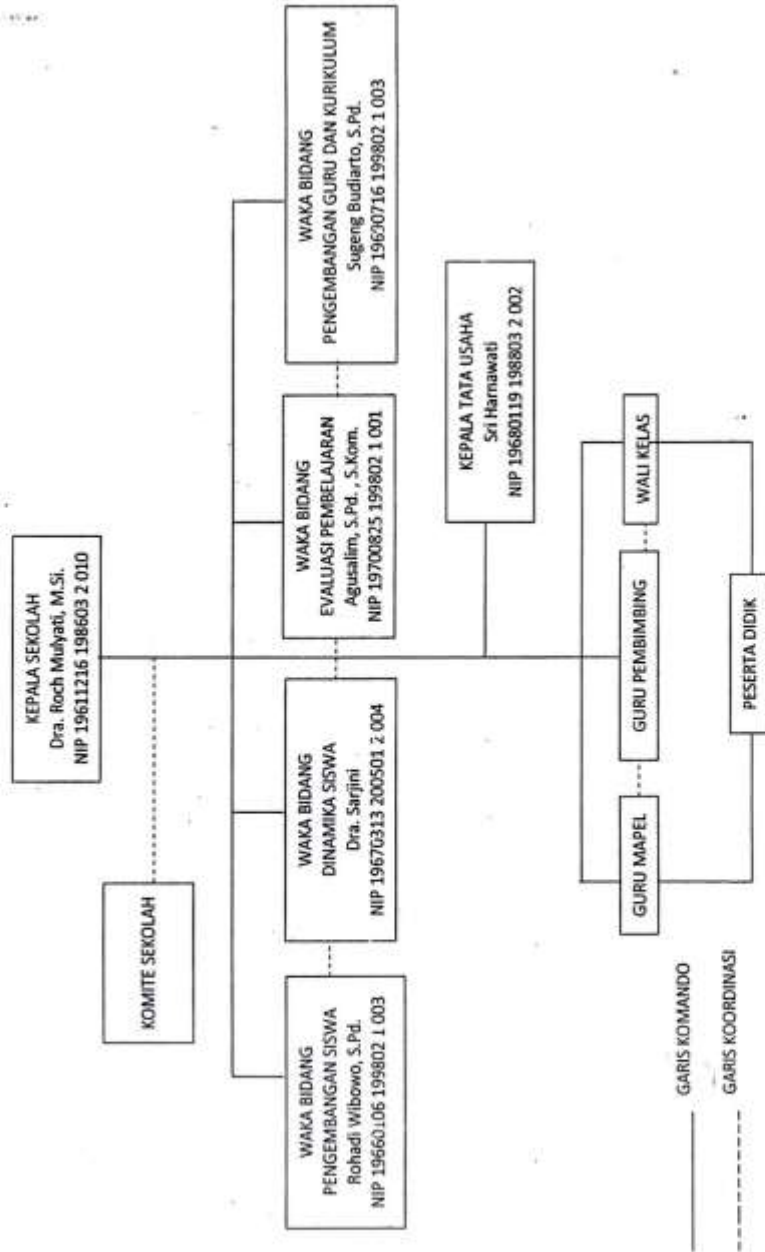 KEPALA SEKOLAH
Dra. Roch Mulyati, M.Si.
NIP 19611216 198603 2 010
KOMITE SEKOLAH
WAKA BIDANG
PENGEMBANGAN SISWA
Rohadi Wibowo, S.Pd.
NIP 19660106 199802 1 003
WAKA BIDANG
DINAMIKA SISWA
Dra. Sarjini
NIP 19670313 200501 2 004
WAKA BIDANG
EVALUASI PEMBELAJARAN
Agusalim, S.Pd. , S.Kom.
NIP 19700825 199802 1 001
WAKA BIDANG
PENGEMBANGAN GURU DAN KURIKULUM
Sugeng Budiarto, S.Pd.
NIP 19690716 199802 1 003
KEPALA TATA USAHA
Sri Harnawati
NIP 19680119 198803 2 002
GURU MAPEL
GURU PEMBIMBING
WALI KELAS
PESERTA DIDIK
GARIS KOMANDO
GARIS KOORDINASI